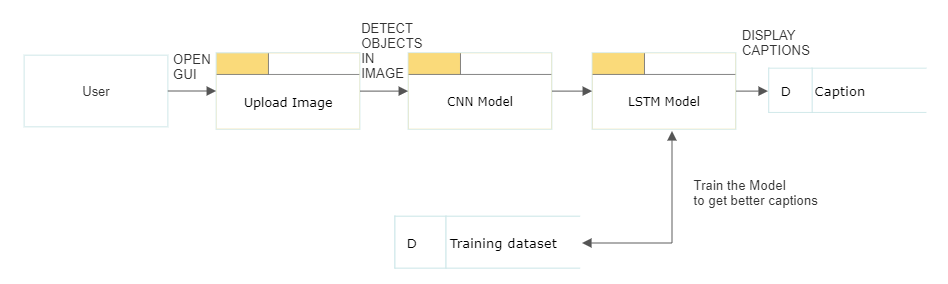 User
OPEN
GUI
Upload Image
DETECT
OBJECTS
IN
IMAGE
CNN Model
LSTM Model
DISPLAY
CAPTIONS
D
Caption
Train the Model
to get better captions
D
Training dataset